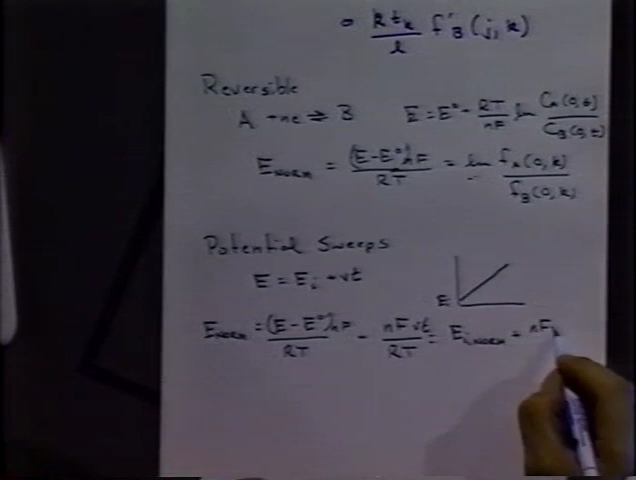 k t_k / l f'_B (j, k)
Reversible
A + ne ⇌ B E = E° - RT/nF ln C_A(0,t)/C_B(0,t)
E_NORM = (E-E°)nF/RT = ln f_A(0,k)/f_B(0,k)
Potential Sweeps
E = E_i - vt
E
E_NORM = (E-E°)nF/RT - nFvt/RT = E_i,NORM - nF